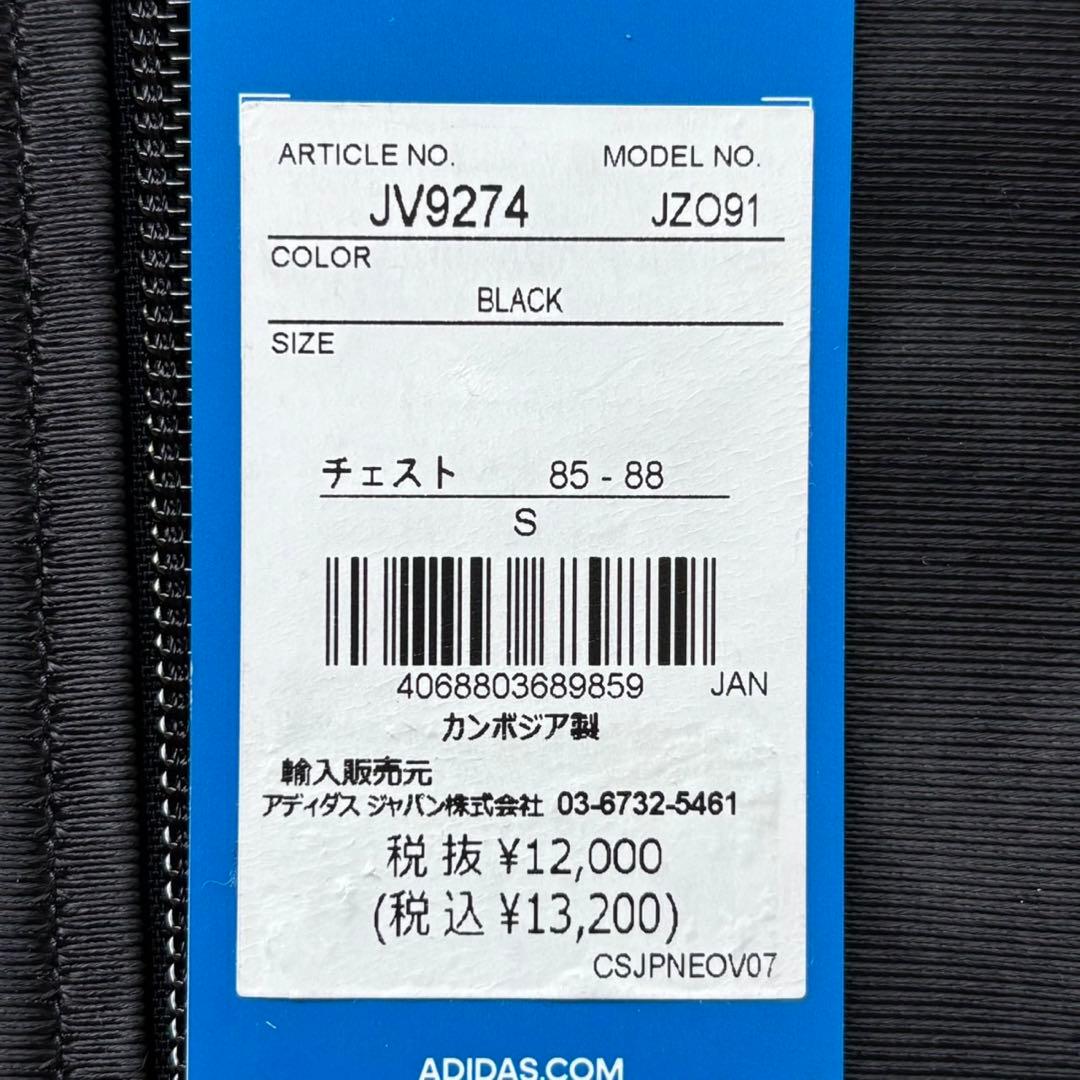 ARTICLE NO. MODEL NO.
JV9274 JZO91
COLOR
BLACK
SIZE
チェスト 85 - 88
S
4068803689859 JAN
カンボジア製
輸入販売元
アディダス ジャパン株式会社 03-6732-5461
税抜 ¥12,000
(税込 ¥13,200)
CSJPNEOV07
ADIDAS.COM